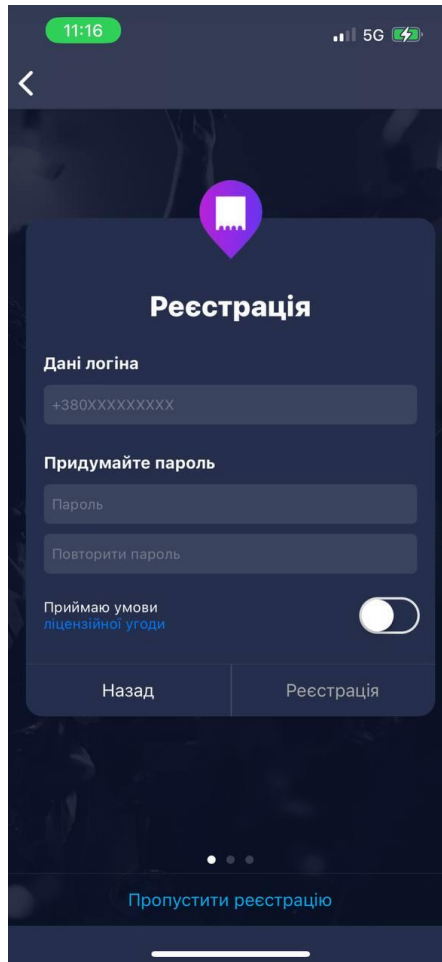 11:16
5G
Реєстрація
Дані логіна
+380XXXXXXXXX
Придумайте пароль
Пароль
Повторити пароль
Приймаю умови
ліцензійної угоди
Назад
Реєстрація
Пропустити реєстрацію